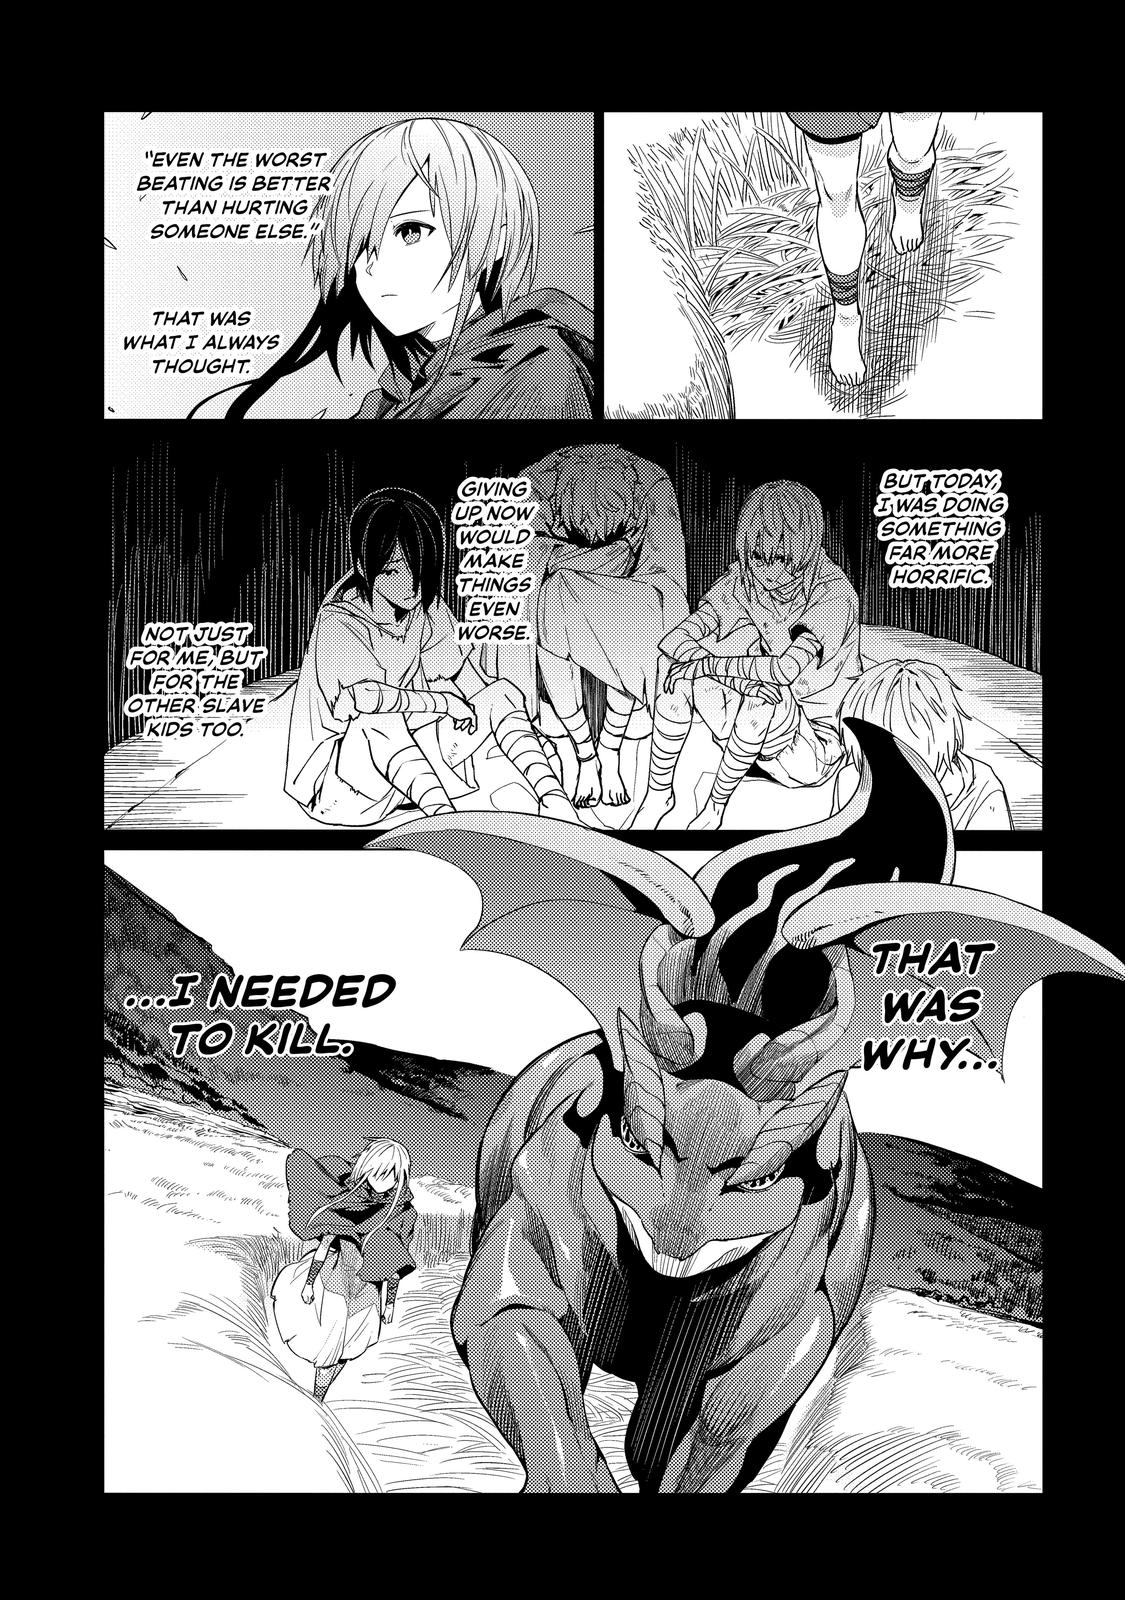 "EVEN THE WORST
BEATING IS BETTER
THAN HURTING
SOMEONE ELSE."
THAT WAS
WHAT I ALWAYS
THOUGHT.
BUT TODAY,
I WAS DOING
SOMETHING
FAR MORE
HORRIFIC.
GIVING
UP NOW
WOULD
MAKE
THINGS
EVEN
WORSE.
NOT JUST
FOR ME, BUT
FOR THE
OTHER SLAVE
KIDS TOO.
THAT
WAS
WHY...
...I NEEDED
TO KILL.